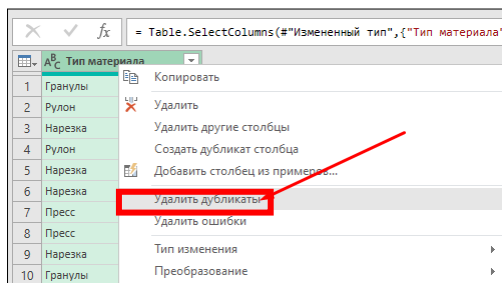 fx = Table.SelectColumns(#"Измененный тип",{"Тип материала"
ABC Тип материала
Копировать
1 Гранулы
2 Рулон Удалить
3 Нарезка Удалить другие столбцы
4 Рулон Создать дубликат столбца
5 Нарезка Добавить столбец из примеров...
6 Нарезка Удалить дубликаты
7 Пресс Удалить ошибки
8 Пресс
9 Нарезка Тип изменения
10 Гранулы Преобразование